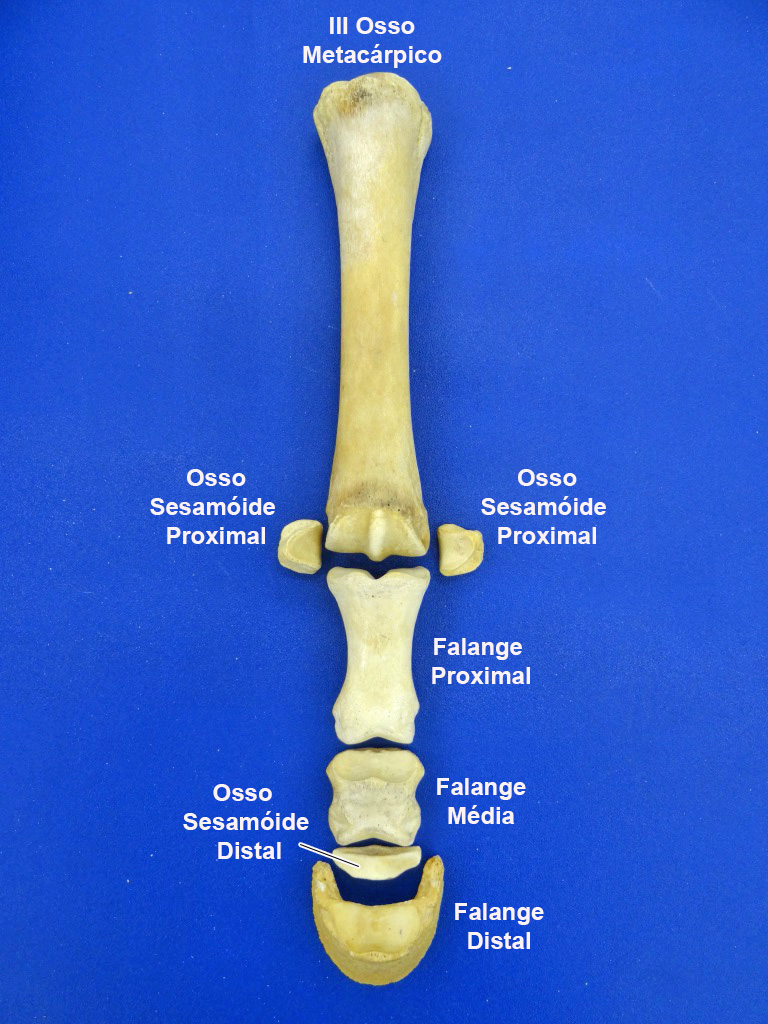 III Osso
Metacárpico
Osso
Sesamóide
Proximal
Osso
Sesamóide
Proximal
Falange
Proximal
Falange
Média
Osso
Sesamóide
Distal
Falange
Distal